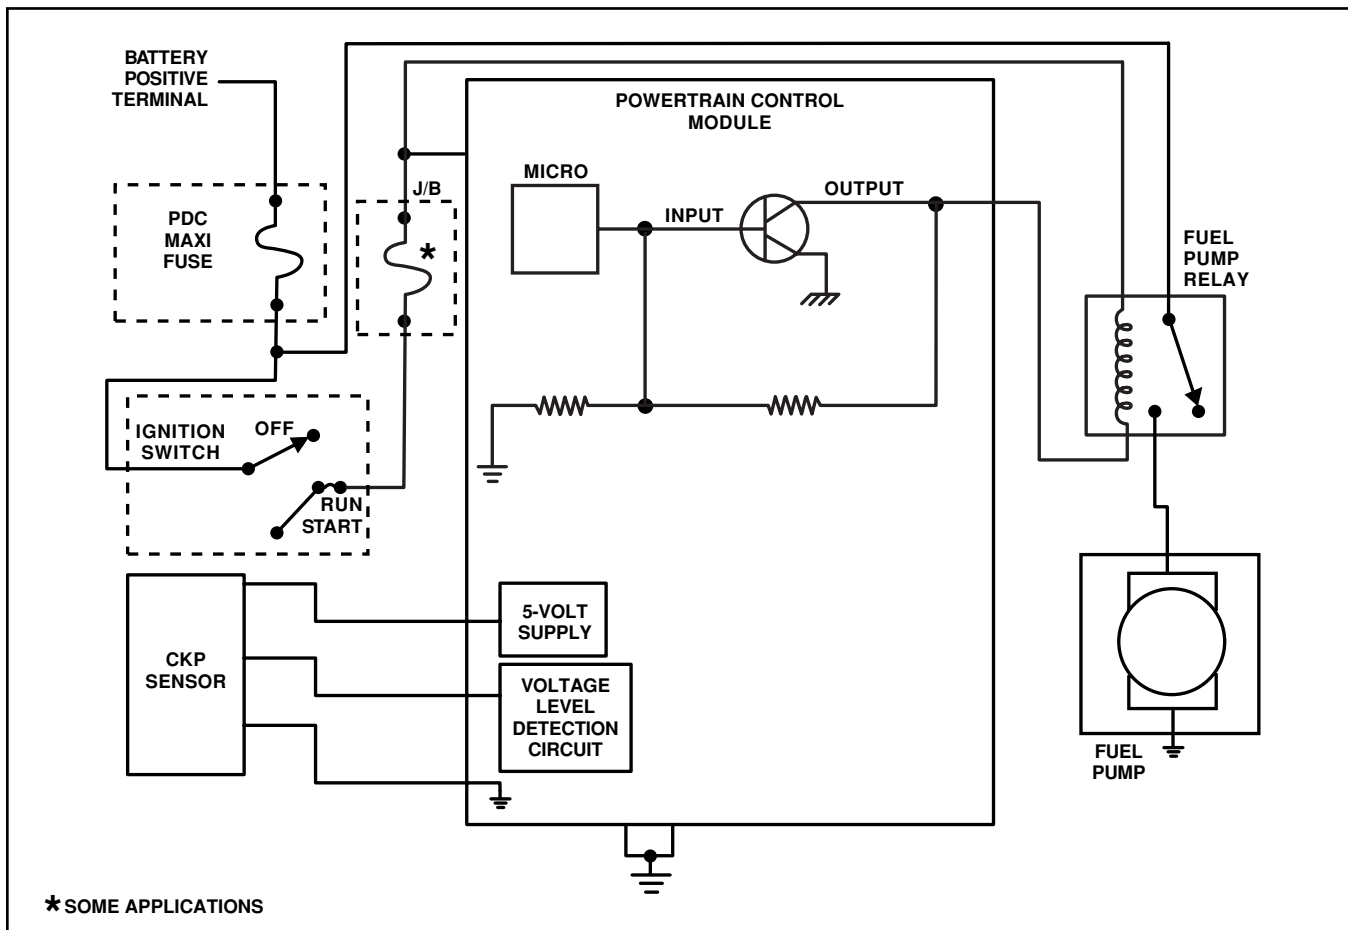 BATTERY
POSITIVE
TERMINAL
POWERTRAIN CONTROL
MODULE
MICRO
INPUT
OUTPUT
J/B
*
PDC
MAXI
FUSE
FUEL
PUMP
RELAY
IGNITION
SWITCH
OFF
RUN
START
CKP
SENSOR
5-VOLT
SUPPLY
VOLTAGE
LEVEL
DETECTION
CIRCUIT
FUEL
PUMP
* SOME APPLICATIONS